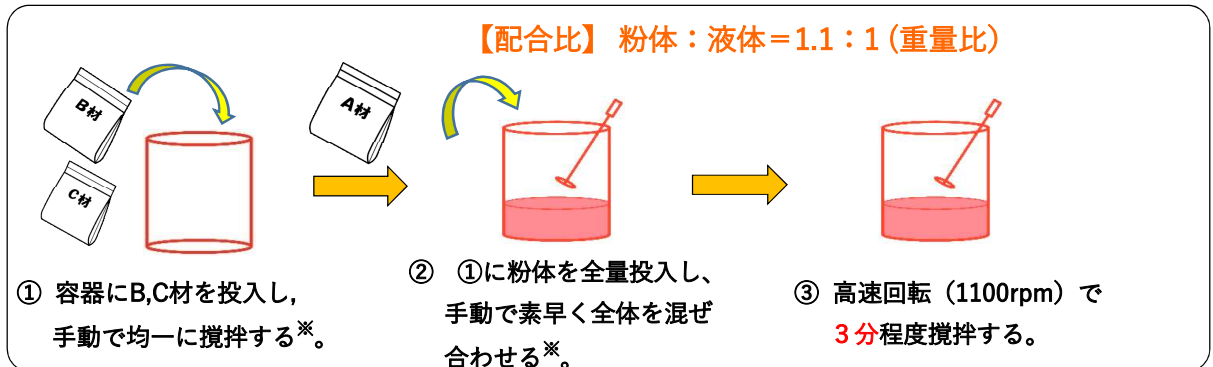 【配合比】 粉体：液体＝1.1：1 (重量比)
B材
C材
A材
① 容器にB,C材を投入し,
手動で均一に撹拌する※。
② ①に粉体を全量投入し、
手動で素早く全体を混ぜ
合わせる※。
③ 高速回転（1100rpm）で
３分程度撹拌する。